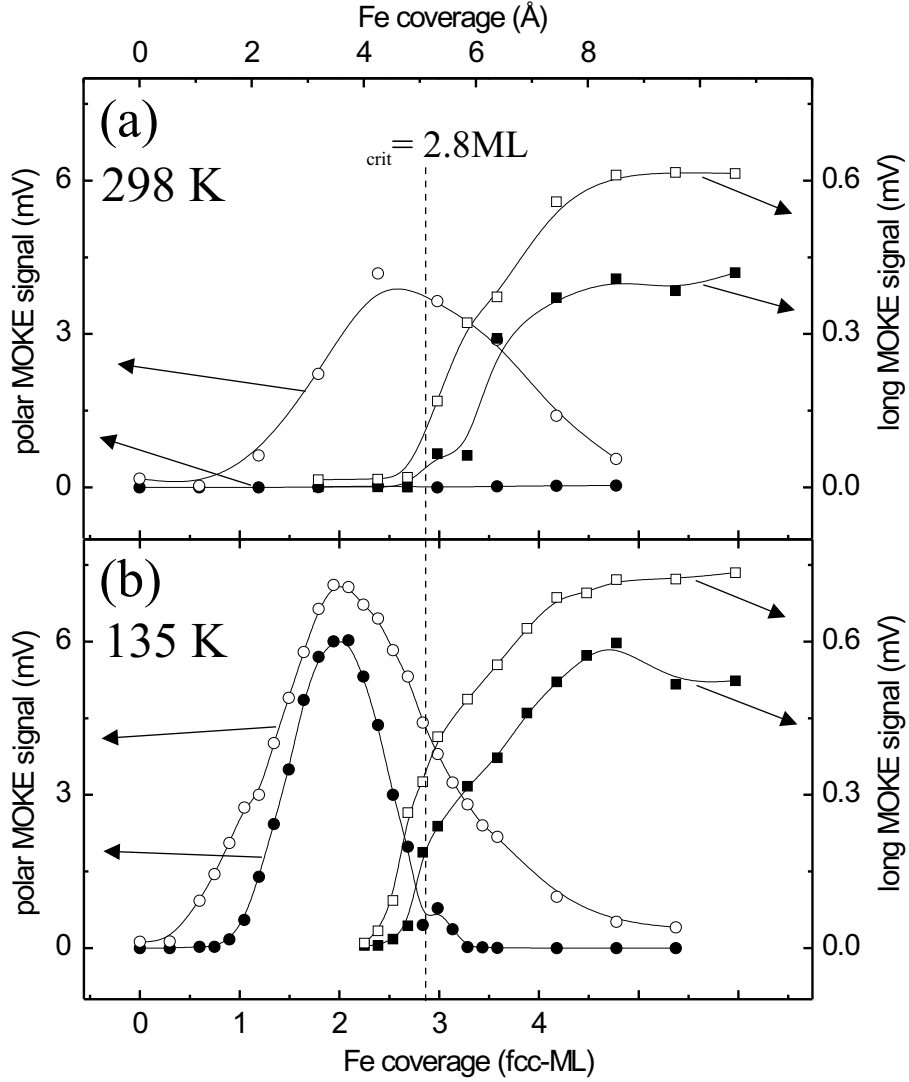 Fe coverage (Å)
0 2 4 6 8
(a)
298 K
crit = 2.8ML
polar MOKE signal (mV)
6
3
0
long MOKE signal (mV)
0.6
0.3
0.0
(b)
135 K
polar MOKE signal (mV)
6
3
0
long MOKE signal (mV)
0.6
0.3
0.0
0 1 2 3 4
Fe coverage (fcc-ML)